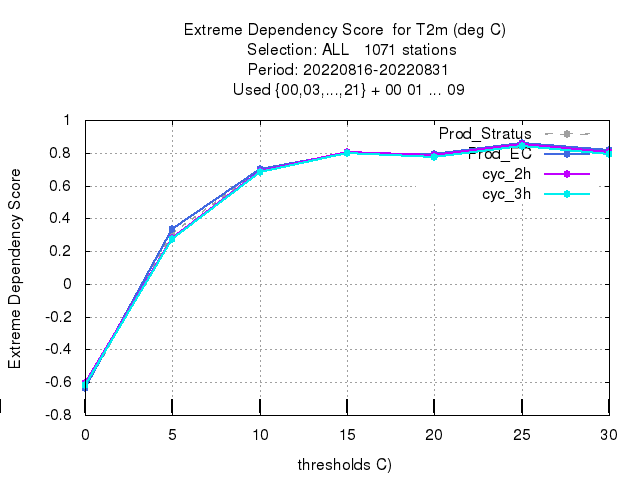 Extreme Dependency Score  for T2m (deg C)
Selection: ALL   1071 stations
Period: 20220816-20220831
Used {00,03,...,21} + 00 01 ... 09
Extreme Dependency Score
1
0.8
0.6
0.4
0.2
0
-0.2
-0.4
-0.6
-0.8
Prod_Stratus
Prod_EC
cyc_2h
cyc_3h
0 5 10 15 20 25 30
thresholds C)